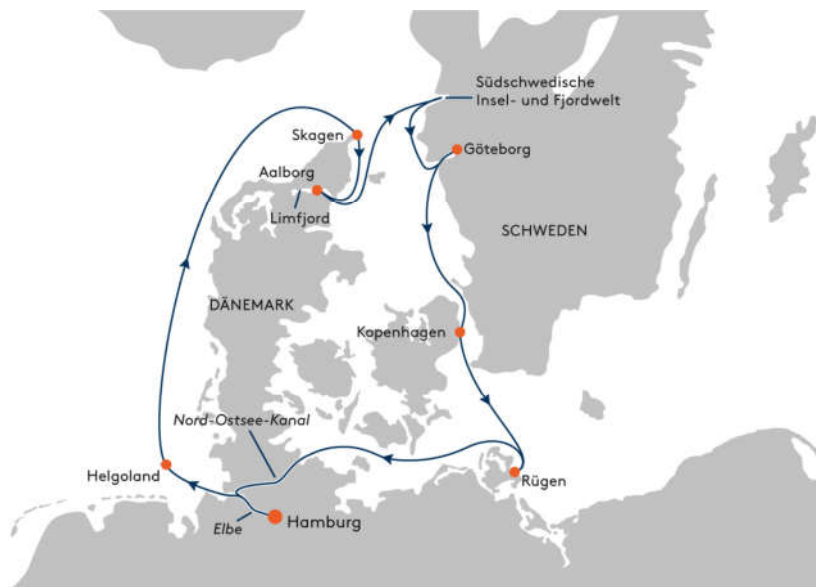 Südschwedische
Insel- und Fjordwelt
Skagen
Göteborg
Aalborg
Limfjord
SCHWEDEN
DÄNEMARK
Kopenhagen
Nord-Ostsee-Kanal
Helgoland
Rügen
Elbe
Hamburg